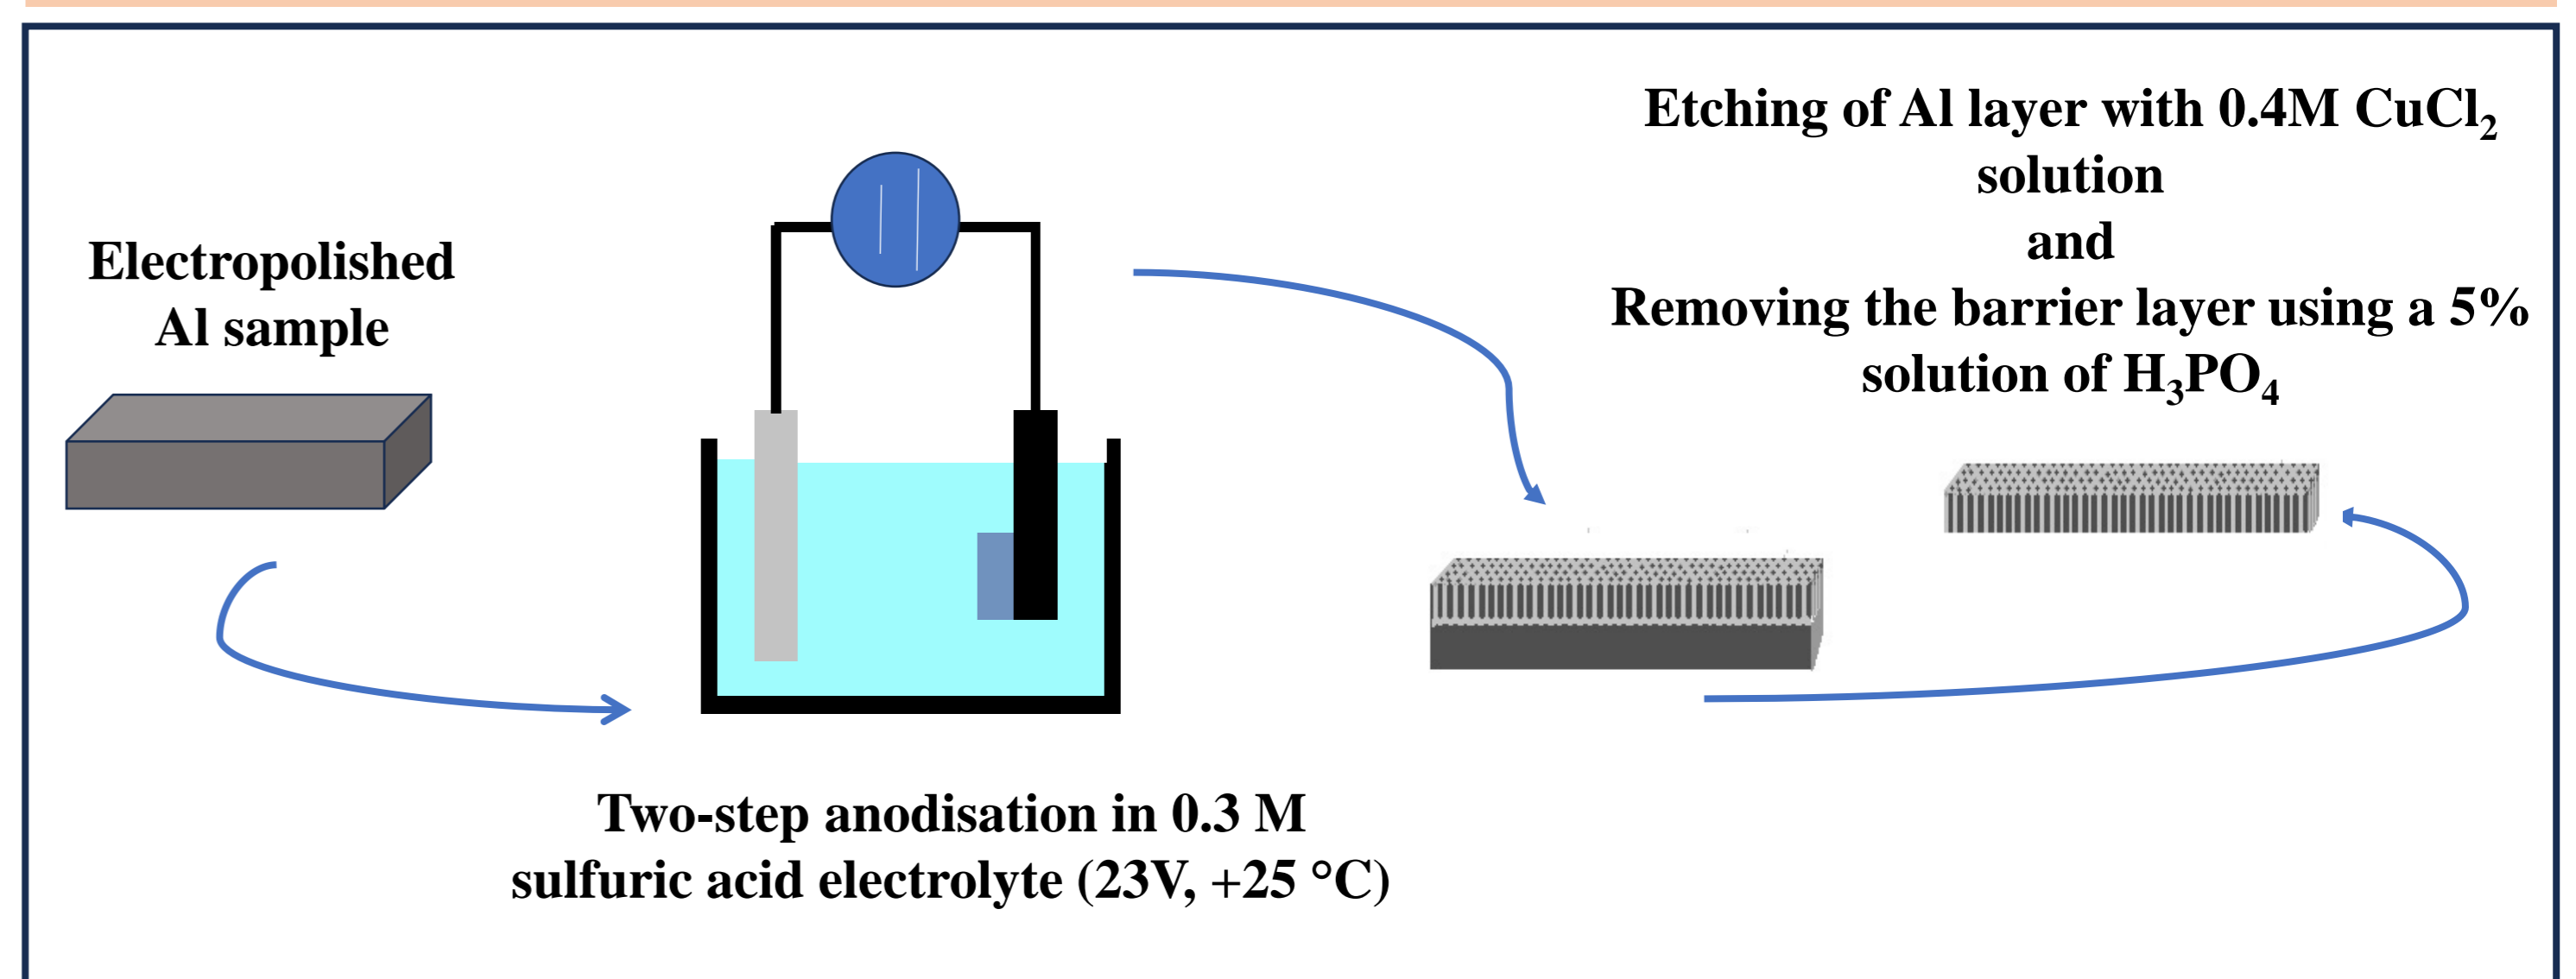 Electropolished
Al sample
Two-step anodisation in 0.3 M
sulfuric acid electrolyte (23V, +25 °C)
Etching of Al layer with 0.4M CuCl₂
solution
and
Removing the barrier layer using a 5%
solution of H₃PO₄